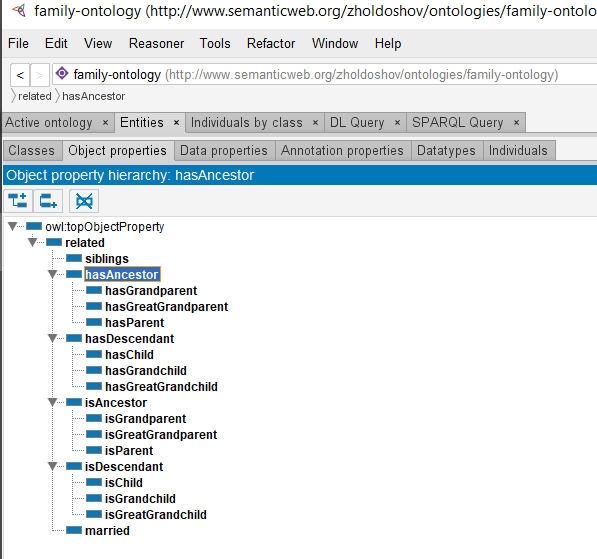 family-ontology (http://www.semanticweb.org/zholdoshov/ontologies/family-ontolo
File Edit View Reasoner Tools Refactor Window Help
< > family-ontology (http://www.semanticweb.org/zholdoshov/ontologies/family-ontology)
related hasAncestor
Active ontology × Entities × Individuals by class × DL Query × SPARQL Query ×
Classes Object properties Data properties Annotation properties Datatypes Individuals
Object property hierarchy: hasAncestor
owl:topObjectProperty
related
siblings
hasAncestor
hasGrandparent
hasGreatGrandparent
hasParent
hasDescendant
hasChild
hasGrandchild
hasGreatGrandchild
isAncestor
isGrandparent
isGreatGrandparent
isParent
isDescendant
isChild
isGrandchild
isGreatGrandchild
married